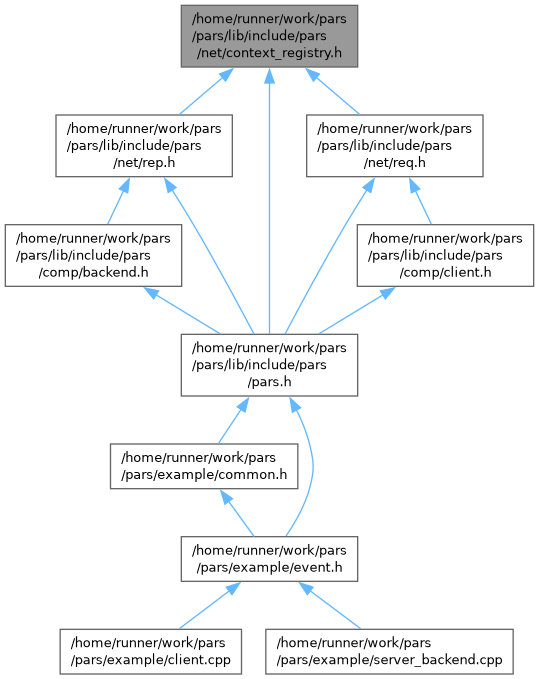 /home/runner/work/pars
/pars/lib/include/pars
/net/context_registry.h
/home/runner/work/pars
/pars/lib/include/pars
/net/rep.h
/home/runner/work/pars
/pars/lib/include/pars
/net/req.h
/home/runner/work/pars
/pars/lib/include/pars
/comp/backend.h
/home/runner/work/pars
/pars/lib/include/pars
/comp/client.h
/home/runner/work/pars
/pars/lib/include/pars
/pars.h
/home/runner/work/pars
/pars/example/common.h
/home/runner/work/pars
/pars/example/event.h
/home/runner/work/pars
/pars/example/client.cpp
/home/runner/work/pars
/pars/example/server_backend.cpp